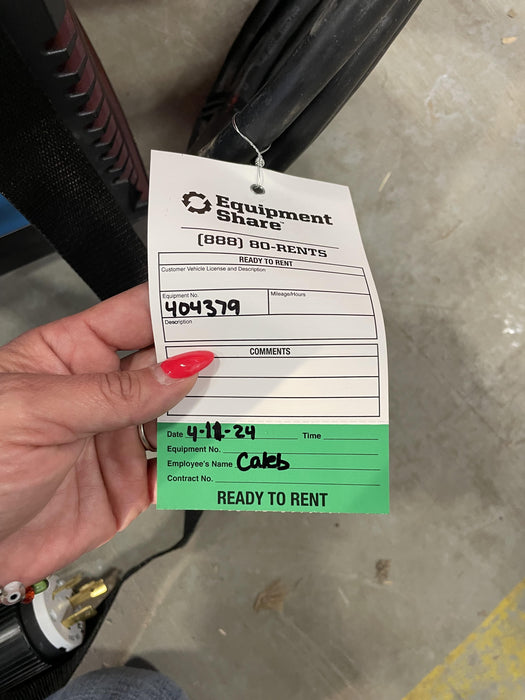 Equipment
Share
(888) 80-RENTS
READY TO RENT
Customer Vehicle License and Description
Equipment No. Mileage/Hours
404379
Description
COMMENTS
Date 4-11-24 Time
Equipment No.
Employee's Name Caleb
Contract No.
READY TO RENT